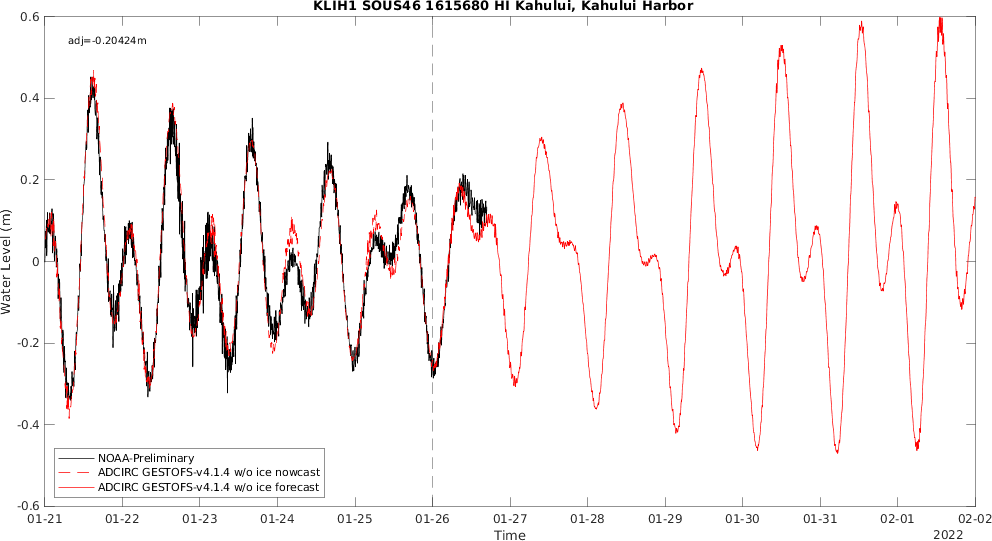 KLIH1 SOUS46 1615680 HI Kahului, Kahului Harbor
adj=-0.20424m
0.6
0.4
0.2
0
-0.2
-0.4
-0.6
Water Level (m)
NOAA-Preliminary
ADCIRC GESTOFS-v4.1.4 w/o ice nowcast
ADCIRC GESTOFS-v4.1.4 w/o ice forecast
01-21 01-22 01-23 01-24 01-25 01-26 01-27 01-28 01-29 01-30 01-31 02-01 02-02
Time
2022